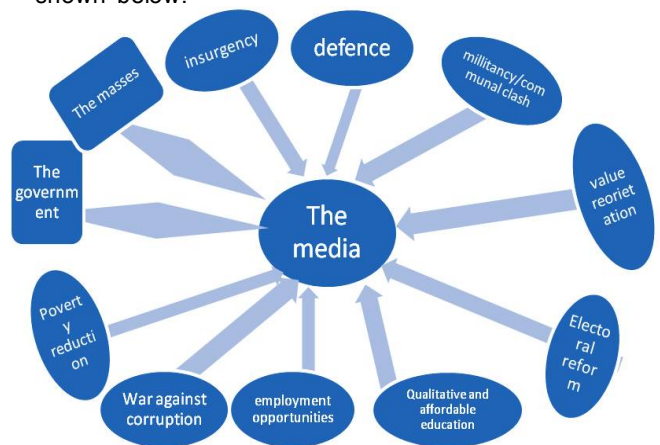 shown below.
insurgency
defence
millitancy/com
munal clash
The masses
The
governm
ent
The
media
value
reoriet
ation
Povert
y
reducti
on
Electo
ral
refor
m
War against
corruption
employment
opportunities
Qualitative and
affordable
education